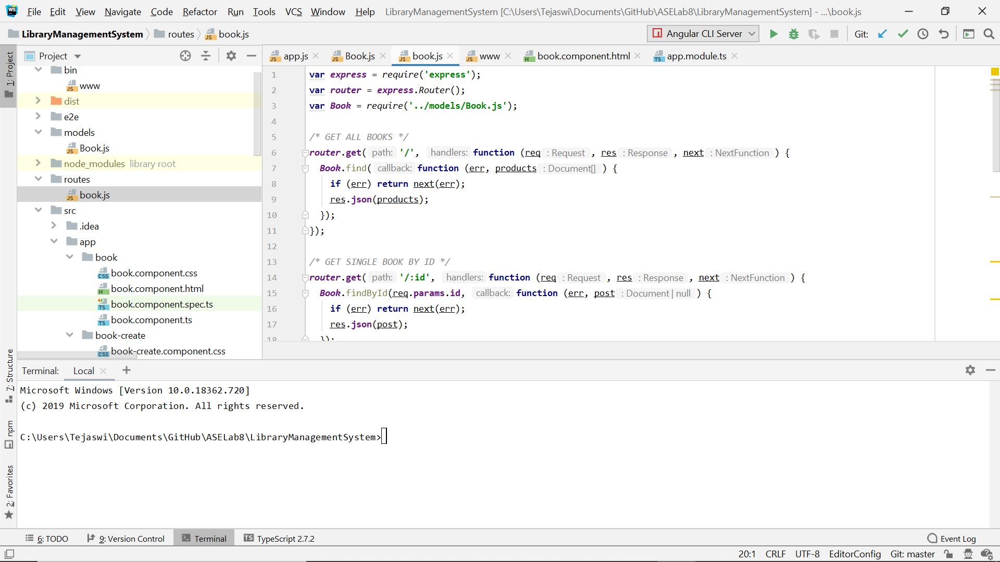 WS File Edit View Navigate Code Refactor Run Tools VCS Window Help LibraryManagementSystem [C:\Users\Tejaswi\Documents\GitHub\ASELab8\LibraryManagementSystem] - ...\book.js
LibraryManagementSystem routes book.js Angular CLI Server Git:
1: Project
Project
app.js Book.js book.js www book.component.html app.module.ts
bin
www
dist
e2e
models
Book.js
node_modules library root
routes
book.js
src
.idea
app
book
book.component.css
book.component.html
book.component.spec.ts
book.component.ts
book-create
book-create.component.css
1 var express = require('express');
2 var router = express.Router();
3 var Book = require('../models/Book.js');
4
5 /* GET ALL BOOKS */
6 router.get( path: '/', handlers: function (req : Request , res : Response , next : NextFunction ) {
7 Book.find( callback: function (err, products : Document[] ) {
8 if (err) return next(err);
9 res.json(products);
10 });
11 });
12
13 /* GET SINGLE BOOK BY ID */
14 router.get( path: '/:id', handlers: function (req : Request , res : Response , next : NextFunction ) {
15 Book.findById(req.params.id, callback: function (err, post : Document | null ) {
16 if (err) return next(err);
17 res.json(post);
18 });
7: Structure
npm
2: Favorites
Terminal: Local
Microsoft Windows [Version 10.0.18362.720]
(c) 2019 Microsoft Corporation. All rights reserved.
C:\Users\Tejaswi\Documents\GitHub\ASELab8\LibraryManagementSystem>
6: TODO 9: Version Control Terminal TypeScript 2.7.2 Event Log
20:1 CRLF UTF-8 EditorConfig Git: master